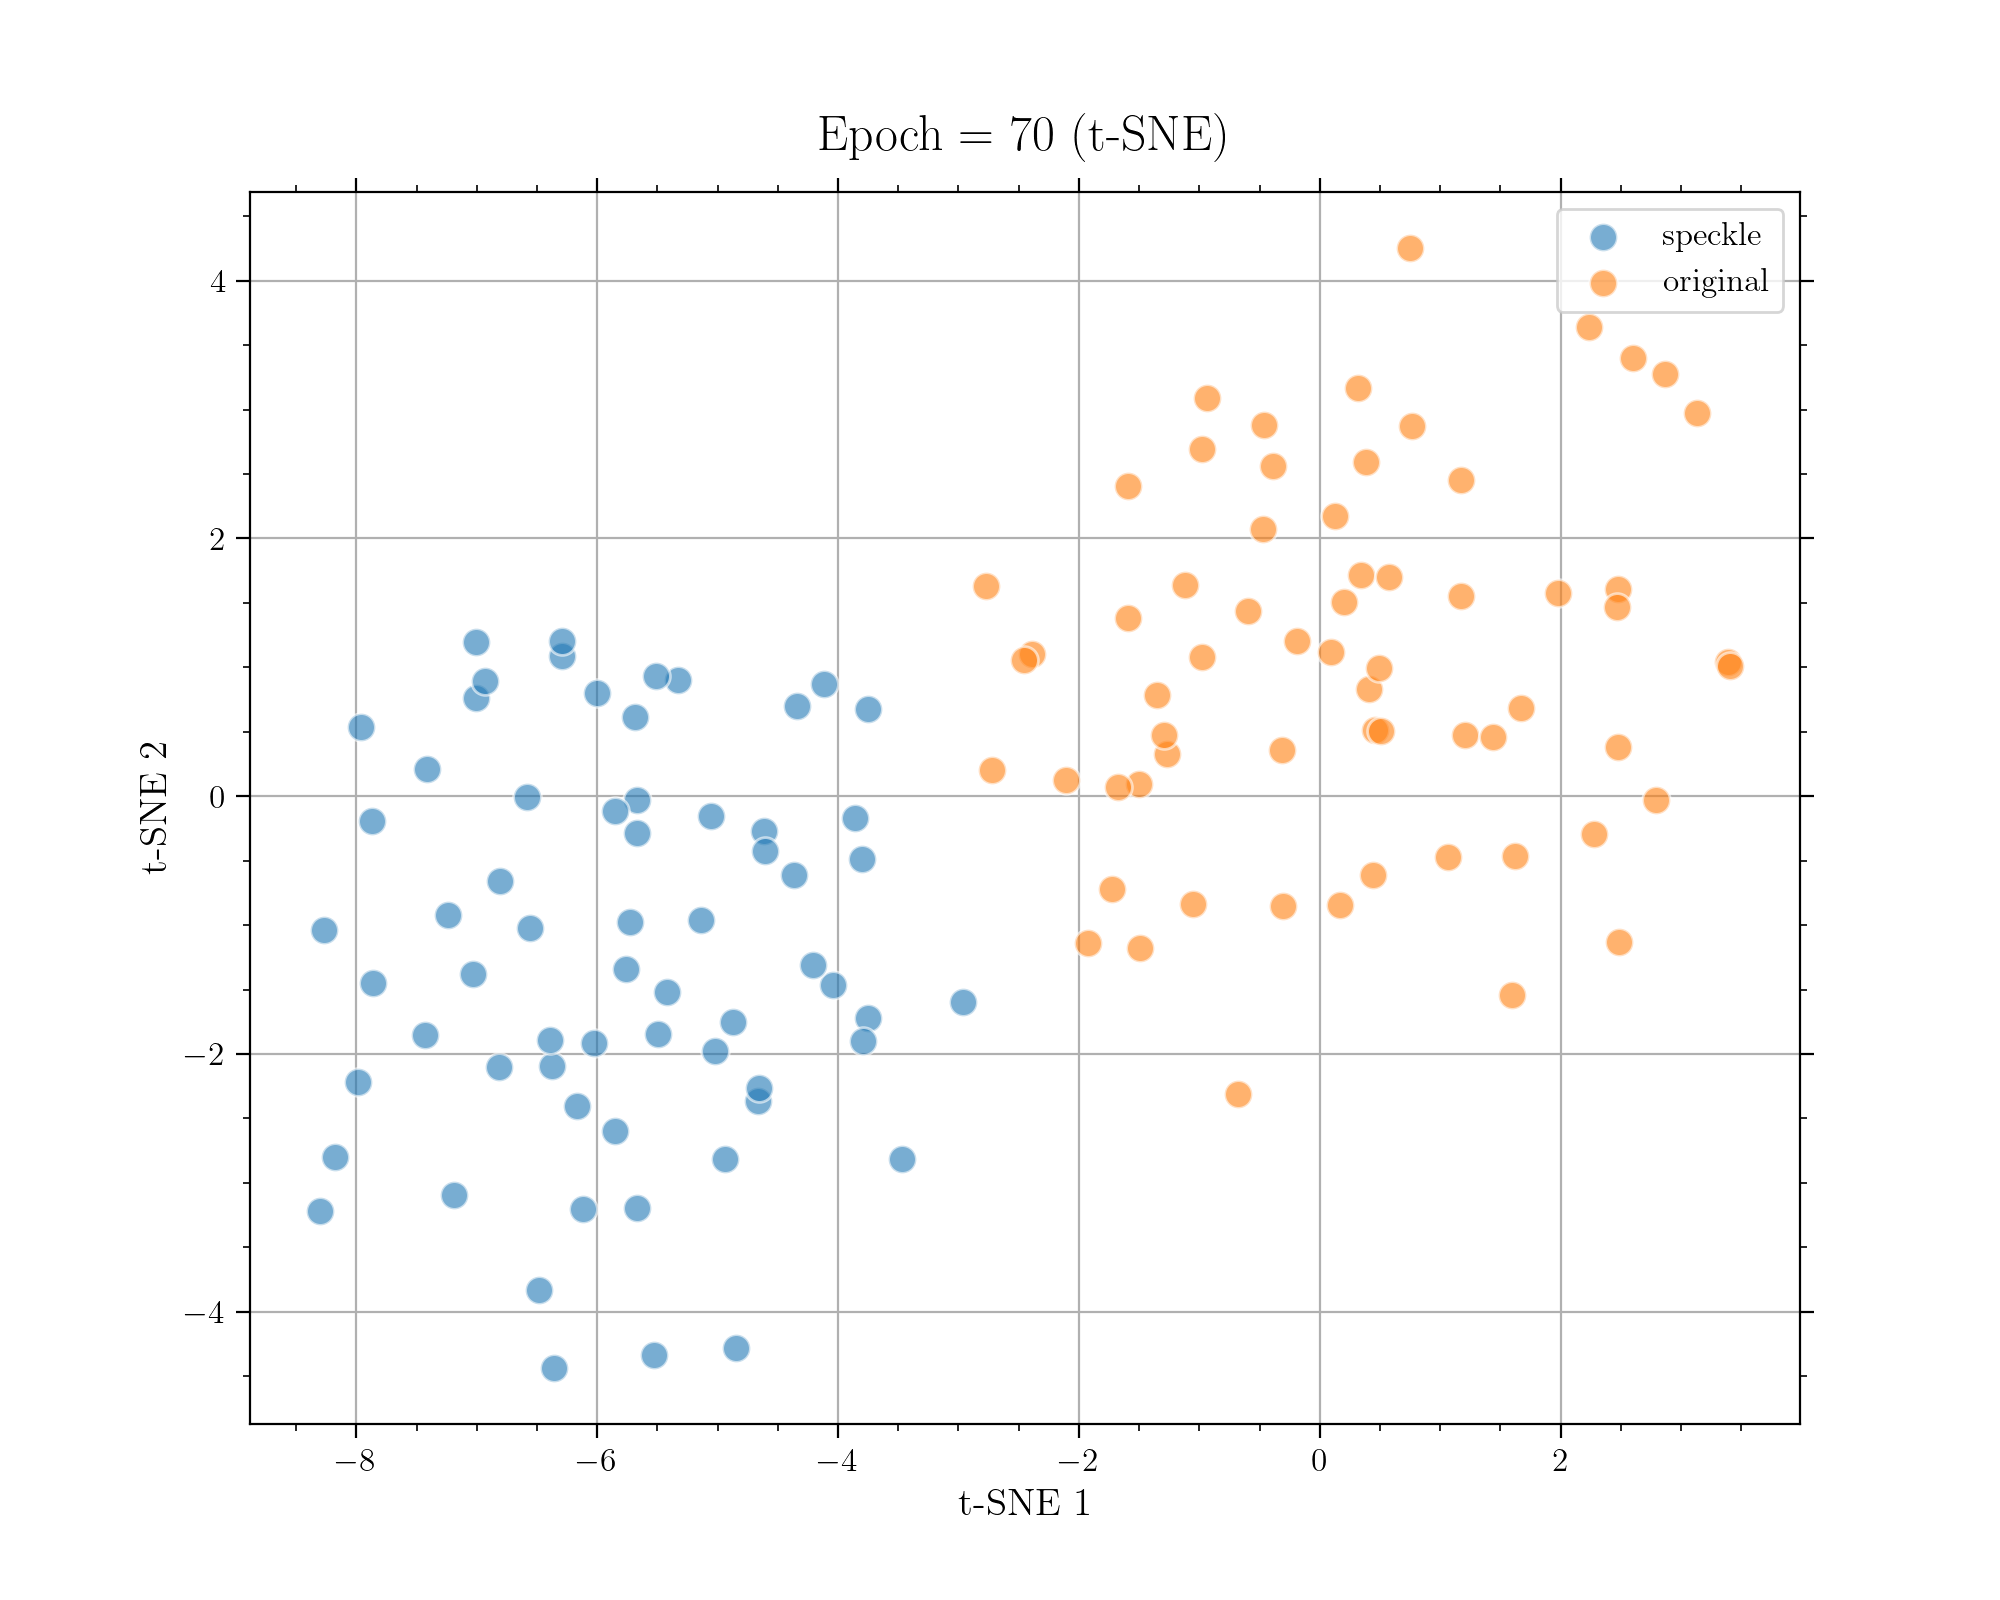 Epoch = 70 (t-SNE)
speckle
original
4
2
0
−2
−4
t-SNE 2
−8 −6 −4 −2 0 2
t-SNE 1